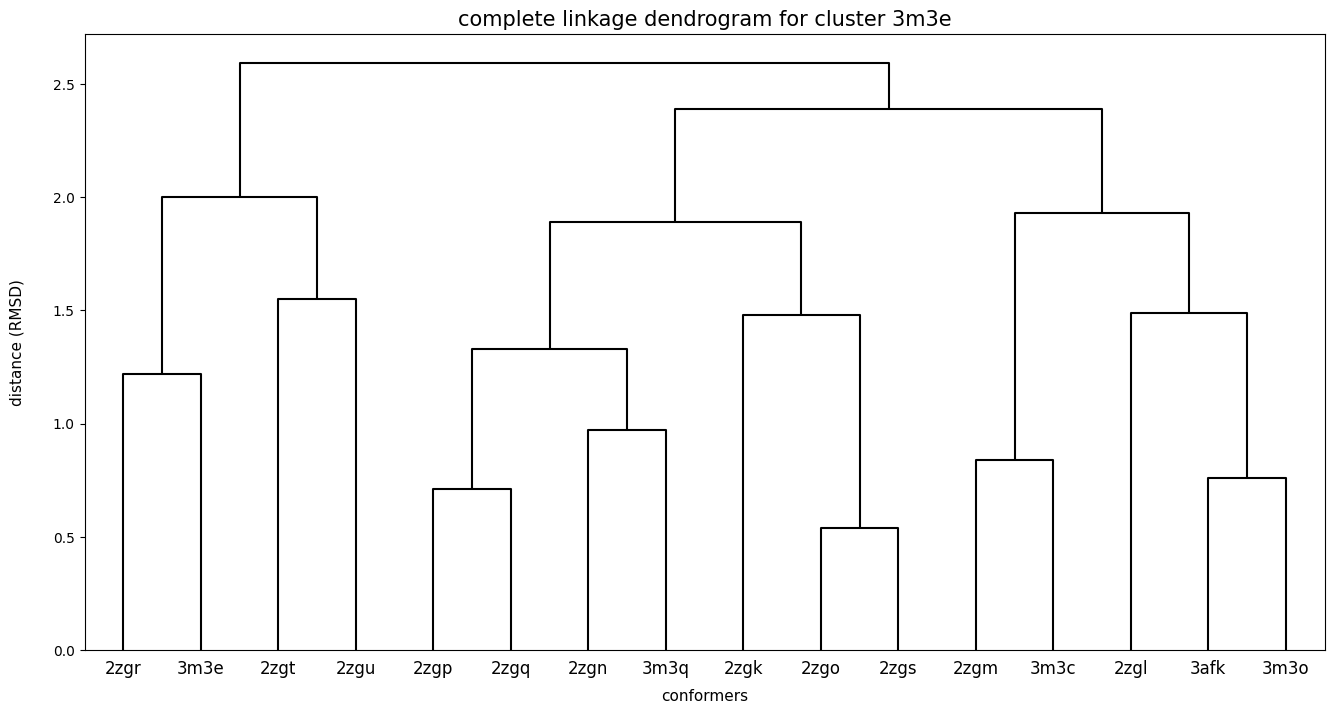 complete linkage dendrogram for cluster 3m3e
2.5
2.0
1.5
1.0
0.5
0.0
distance (RMSD)
2zgr 3m3e 2zgt 2zgu 2zgp 2zgq 2zgn 3m3q 2zgk 2zgo 2zgs 2zgm 3m3c 2zgl 3afk 3m3o
conformers